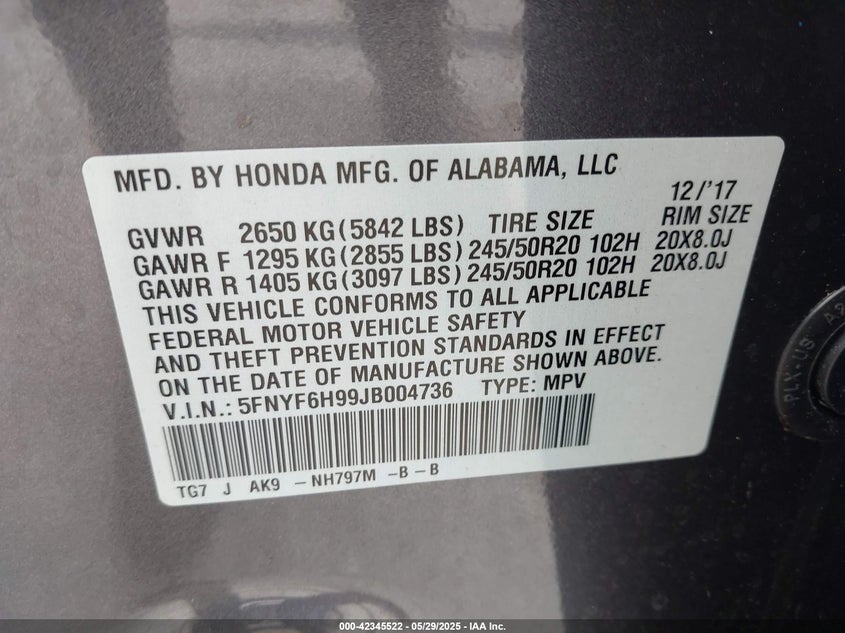 MFD. BY HONDA MFG. OF ALABAMA, LLC
12/'17
GVWR 2650 KG(5842 LBS) TIRE SIZE RIM SIZE
GAWR F 1295 KG(2855 LBS) 245/50R20 102H 20X8.0J
GAWR R 1405 KG(3097 LBS) 245/50R20 102H 20X8.0J
THIS VEHICLE CONFORMS TO ALL APPLICABLE
FEDERAL MOTOR VEHICLE SAFETY
AND THEFT PREVENTION STANDARDS IN EFFECT
ON THE DATE OF MANUFACTURE SHOWN ABOVE.
V.I.N.: 5FNYF6H99JB004736 TYPE: MPV
TG7 J AK9 -NH797M -B-B
PLX-US
000-42345522 | 05/29/2025 - IAA Inc.